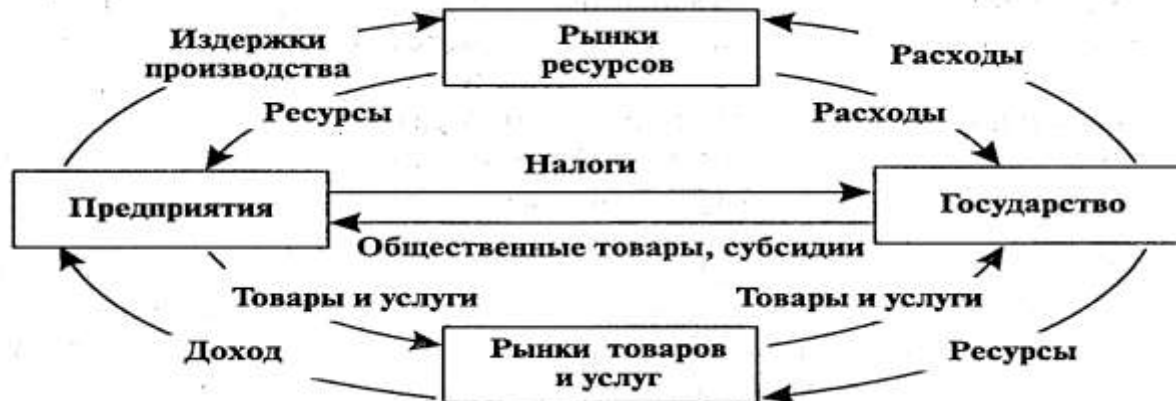 Издержки
производства
Рынки
ресурсов
Расходы
Ресурсы
Расходы
Налоги
Предприятия
Государство
Общественные товары, субсидии
Товары и услуги
Товары и услуги
Доход
Рынки товаров
и услуг
Ресурсы